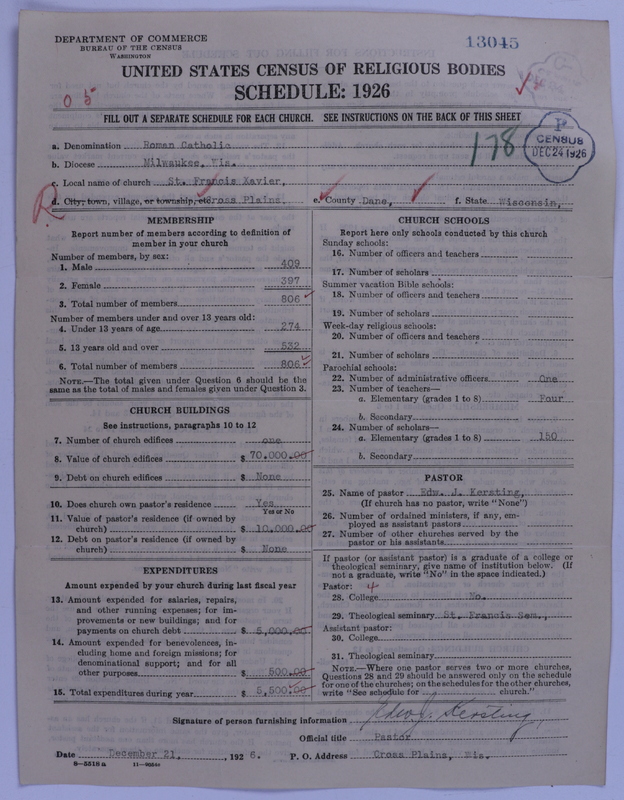 DEPARTMENT OF COMMERCE
BUREAU OF THE CENSUS
WASHINGTON
13045
UNITED STATES CENSUS OF RELIGIOUS BODIES
SCHEDULE: 1926
FILL OUT A SEPARATE SCHEDULE FOR EACH CHURCH. SEE INSTRUCTIONS ON THE BACK OF THIS SHEET
178
P
CENSUS
DEC 24 1926
a. Denomination Roman Catholic
b. Diocese Milwaukee, Wis.
c. Local name of church St. Francis Xavier,
R
d. City, town, village, or township, etc Cross Plains, e. County Dane, f. State Wisconsin,
MEMBERSHIP
Report number of members according to definition of
member in your church
Number of members, by sex:
1. Male 409
2. Female 397
3. Total number of members 806
Number of members under and over 13 years old:
4. Under 13 years of age 274
5. 13 years old and over 532
6. Total number of members 806
NOTE.—The total given under Question 6 should be the
same as the total of males and females given under Question 3.
CHURCH BUILDINGS
See instructions, paragraphs 10 to 12
7. Number of church edifices one
8. Value of church edifices $ 70.000.00
9. Debt on church edifices $ None
10. Does church own pastor's residence Yes
Yes or No
11. Value of pastor's residence (if owned by
church) $ 10.000.00
12. Debt on pastor's residence (if owned by
church) $ None
EXPENDITURES
Amount expended by your church during last fiscal year
13. Amount expended for salaries, repairs,
and other running expenses; for im-
provements or new buildings; and for
payments on church debt $ 5,000,00
14. Amount expended for benevolences, in-
cluding home and foreign missions; for
denominational support; and for all
other purposes $ 500.00
15. Total expenditures during year $ 5,500.00
CHURCH SCHOOLS
Report here only schools conducted by this church
Sunday schools:
16. Number of officers and teachers
17. Number of scholars
Summer vacation Bible schools:
18. Number of officers and teachers
19. Number of scholars
Week-day religious schools:
20. Number of officers and teachers
21. Number of scholars
Parochial schools:
22. Number of administrative officers One
23. Number of teachers—
a. Elementary (grades 1 to 8) Four
b. Secondary
24. Number of scholars—
a. Elementary (grades 1 to 8) 150
b. Secondary
PASTOR
25. Name of pastor Edw. J. Kersting,
(If church has no pastor, write "None")
26. Number of ordained ministers, if any, em-
ployed as assistant pastors
27. Number of other churches served by the
pastor or his assistants
If pastor (or assistant pastor) is a graduate of a college or
theological seminary, give name of institution below. (If
not a graduate, write "No" in the space indicated.)
Pastor: 4
28. College No.
29. Theological seminary St. Francis Sem.,
Assistant pastor:
30. College
31. Theological seminary
NOTE.—Where one pastor serves two or more churches,
Questions 28 and 29 should be answered only on the schedule
for one of the churches; on the schedules for the other churches,
write "See schedule for church."
Signature of person furnishing information Edw. J. Kersting,
Official title Pastor
Date December 21, , 192 6. P. O. Address Cross Plains, Wis.
8—5518 a